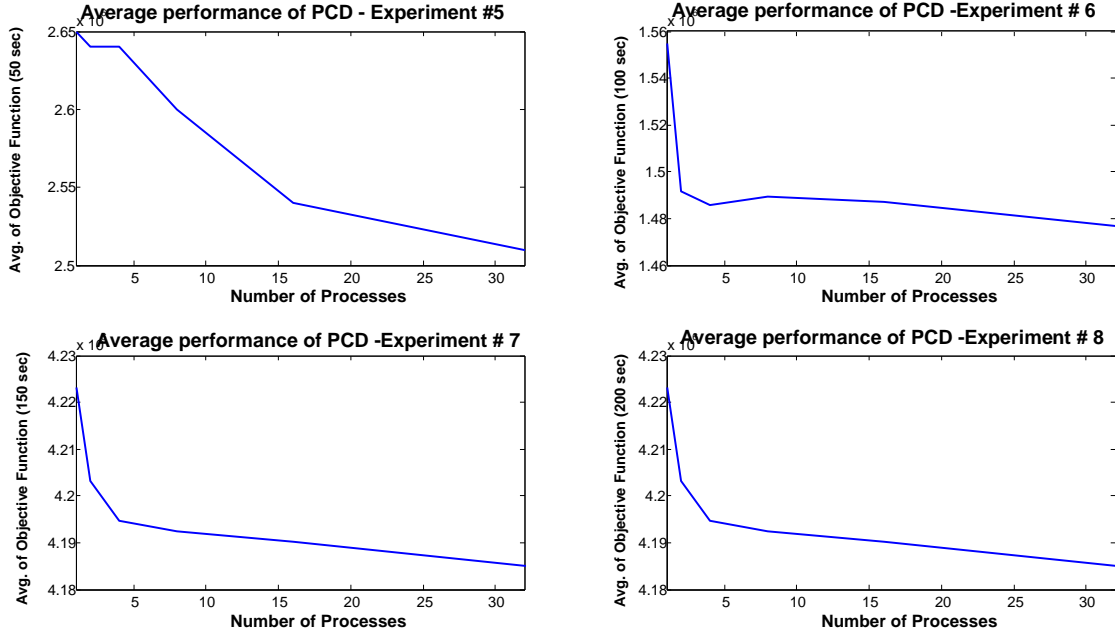 Average performance of PCD - Experiment #5
x 10
Avg. of Objective Function (50 sec)
2.65
2.6
2.55
2.5
5 10 15 20 25 30
Number of Processes
Average performance of PCD -Experiment # 6
x 10
Avg. of Objective Function (100 sec)
1.56
1.54
1.52
1.5
1.48
1.46
5 10 15 20 25 30
Number of Processes
Average performance of PCD -Experiment # 7
x 10
Avg. of Objective Function (150 sec)
4.23
4.22
4.21
4.2
4.19
4.18
5 10 15 20 25 30
Number of Processes
Average performance of PCD -Experiment # 8
x 10
Avg. of Objective Function (200 sec)
4.23
4.22
4.21
4.2
4.19
4.18
5 10 15 20 25 30
Number of Processes